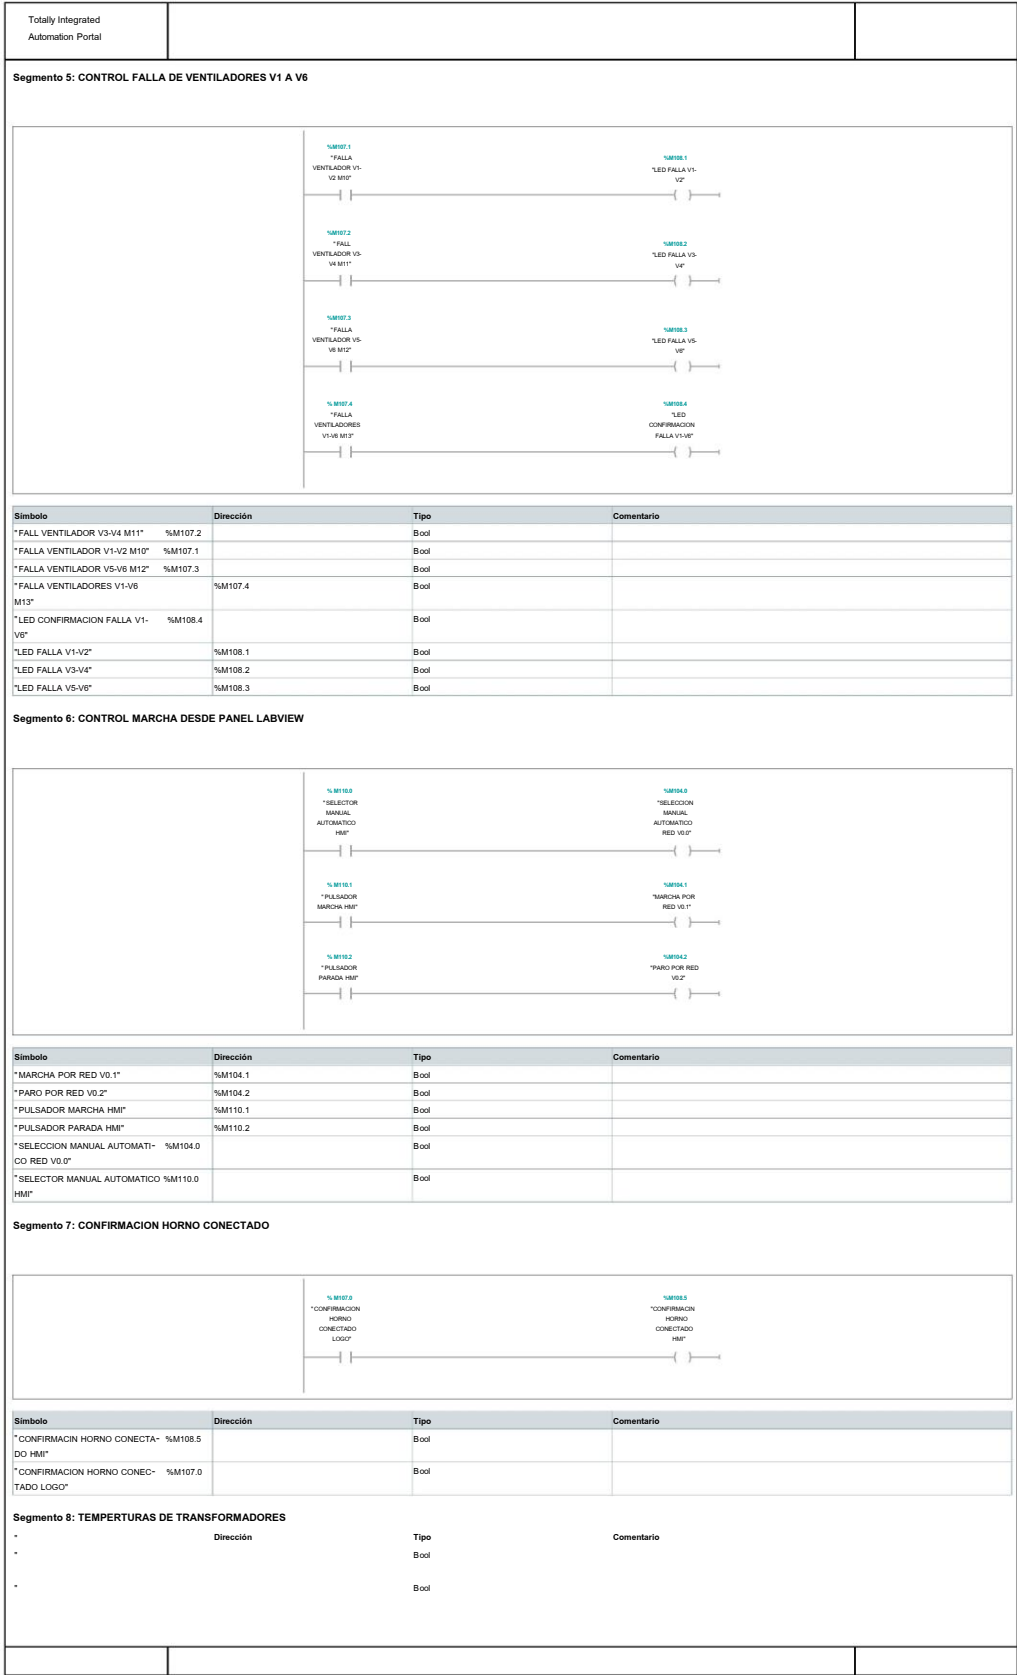 Totally Integrated
Automation Portal
Segmento 5: CONTROL FALLA DE VENTILADORES V1 A V6
%M107.1
"FALLA
VENTILADOR V1-
V2 M10"
%M108.1
"LED FALLA V1-
V2"
%M107.2
"FALL
VENTILADOR V3-
V4 M11"
%M108.2
"LED FALLA V3-
V4"
%M107.3
"FALLA
VENTILADOR V5-
V6 M12"
%M108.3
"LED FALLA V5-
V6"
% M107.4
"FALLA
VENTILADORES
V1-V6 M13"
%M108.4
"LED
CONFIRMACION
FALLA V1-V6"
Símbolo Dirección Tipo Comentario
"FALL VENTILADOR V3-V4 M11" %M107.2 Bool
"FALLA VENTILADOR V1-V2 M10" %M107.1 Bool
"FALLA VENTILADOR V5-V6 M12" %M107.3 Bool
"FALLA VENTILADORES V1-V6 %M107.4 Bool
M13"
"LED CONFIRMACION FALLA V1- %M108.4 Bool
V6"
"LED FALLA V1-V2" %M108.1 Bool
"LED FALLA V3-V4" %M108.2 Bool
"LED FALLA V5-V6" %M108.3 Bool
Segmento 6: CONTROL MARCHA DESDE PANEL LABVIEW
% M110.0
"SELECTOR
MANUAL
AUTOMATICO
HMI"
%M104.0
"SELECCION
MANUAL
AUTOMATICO
RED V0.0"
% M110.1
"PULSADOR
MARCHA HMI"
%M104.1
"MARCHA POR
RED V0.1"
% M110.2
"PULSADOR
PARADA HMI"
%M104.2
"PARO POR RED
V0.2"
Símbolo Dirección Tipo Comentario
"MARCHA POR RED V0.1" %M104.1 Bool
"PARO POR RED V0.2" %M104.2 Bool
"PULSADOR MARCHA HMI" %M110.1 Bool
"PULSADOR PARADA HMI" %M110.2 Bool
"SELECCION MANUAL AUTOMATI- %M104.0 Bool
CO RED V0.0"
"SELECTOR MANUAL AUTOMATICO %M110.0 Bool
HMI"
Segmento 7: CONFIRMACION HORNO CONECTADO
% M107.0
"CONFIRMACION
HORNO
CONECTADO
LOGO"
%M108.5
"CONFIRMACIN
HORNO
CONECTADO
HMI"
Símbolo Dirección Tipo Comentario
"CONFIRMACIN HORNO CONECTA- %M108.5 Bool
DO HMI"
"CONFIRMACION HORNO CONEC- %M107.0 Bool
TADO LOGO"
Segmento 8: TEMPERTURAS DE TRANSFORMADORES
" Dirección Tipo Comentario
" Bool
" Bool